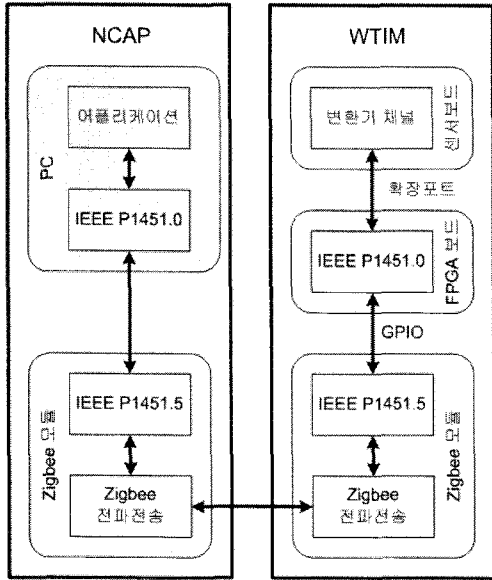 NCAP
어플리케이션
PC
IEEE P1451.0
IEEE P1451.5
Zigbee 모듈
Zigbee
전파전송
WTIM
변환기 채널
센서보드
확장포트
IEEE P1451.0
FPGA 보드
GPIO
IEEE P1451.5
Zigbee 모듈
Zigbee
전파전송